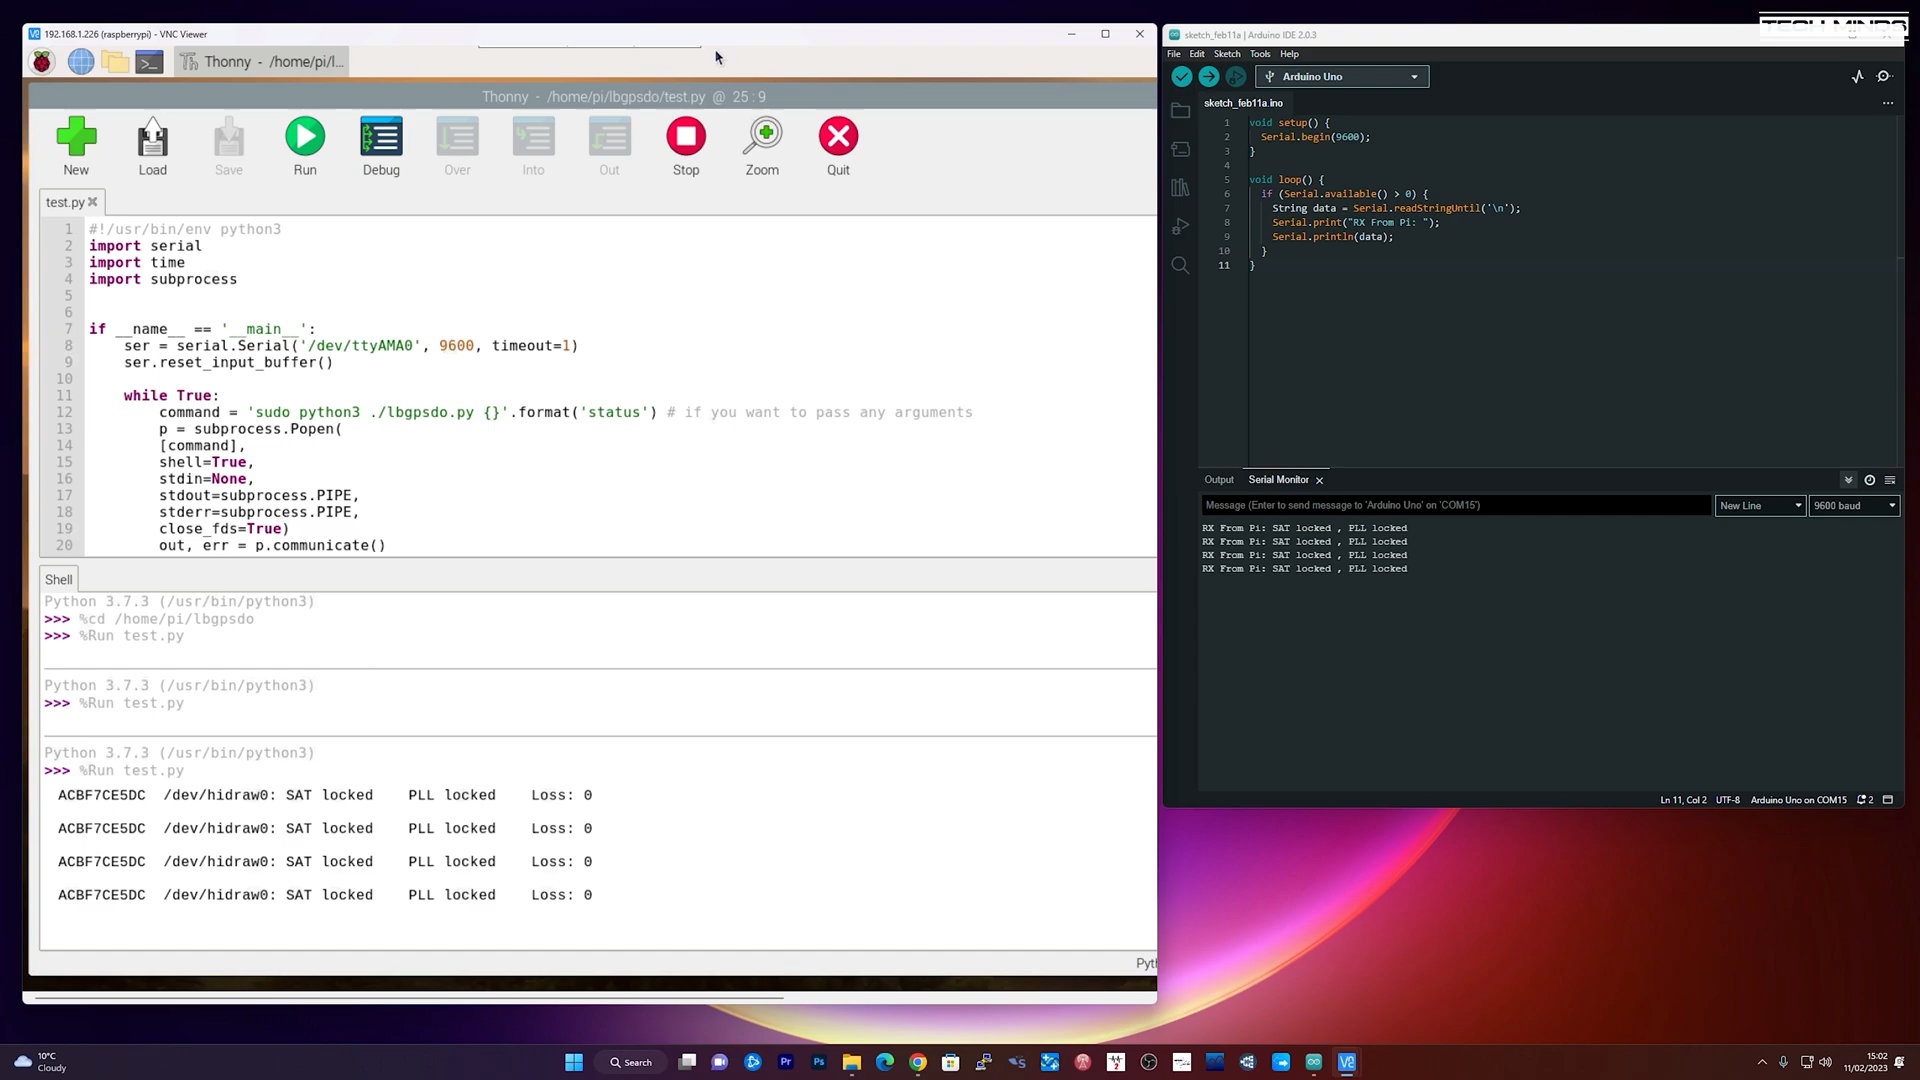 192.168.1.226 (raspberrypi) - VNC Viewer
Thonny - /home/pi/l...
Thonny - /home/pi/lbgpsdo/test.py @ 25 : 9
New
Load
Save
Run
Debug
Over
Into
Out
Stop
Zoom
Quit
test.py
1 #!/usr/bin/env python3
2 import serial
3 import time
4 import subprocess
5
6
7 if __name__ == '__main__':
8 ser = serial.Serial('/dev/ttyAMA0', 9600, timeout=1)
9 ser.reset_input_buffer()
10
11 while True:
12 command = 'sudo python3 ./lbgpsdo.py {}'.format('status') # if you want to pass any arguments
13 p = subprocess.Popen(
14 [command],
15 shell=True,
16 stdin=None,
17 stdout=subprocess.PIPE,
18 stderr=subprocess.PIPE,
19 close_fds=True)
20 out, err = p.communicate()
Shell
Python 3.7.3 (/usr/bin/python3)
>>> %cd /home/pi/lbgpsdo
>>> %Run test.py
Python 3.7.3 (/usr/bin/python3)
>>> %Run test.py
Python 3.7.3 (/usr/bin/python3)
>>> %Run test.py
ACBF7CE5DC /dev/hidraw0: SAT locked PLL locked Loss: 0
ACBF7CE5DC /dev/hidraw0: SAT locked PLL locked Loss: 0
ACBF7CE5DC /dev/hidraw0: SAT locked PLL locked Loss: 0
ACBF7CE5DC /dev/hidraw0: SAT locked PLL locked Loss: 0
Pyth
TECH MINDS
sketch_feb11a | Arduino IDE 2.0.3
File Edit Sketch Tools Help
Arduino Uno
sketch_feb11a.ino
1 void setup() {
2 Serial.begin(9600);
3 }
4
5 void loop() {
6 if (Serial.available() > 0) {
7 String data = Serial.readStringUntil('\n');
8 Serial.print("RX From Pi: ");
9 Serial.println(data);
10 }
11 }
Output Serial Monitor
Message (Enter to send message to 'Arduino Uno' on 'COM15')
New Line
9600 baud
RX From Pi: SAT locked , PLL locked
RX From Pi: SAT locked , PLL locked
RX From Pi: SAT locked , PLL locked
RX From Pi: SAT locked , PLL locked
Ln 11, Col 2 UTF-8 Arduino Uno on COM15 2
10°C
Cloudy
Search
Pr
Ps
15:02
11/02/2023